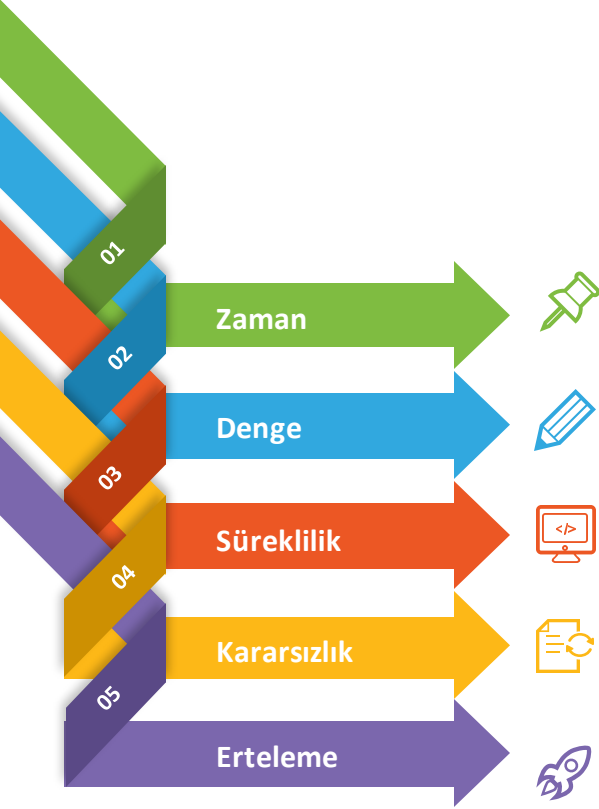 01
Zaman
02
Denge
03
</>
Süreklilik
04
Kararsızlık
05
Erteleme